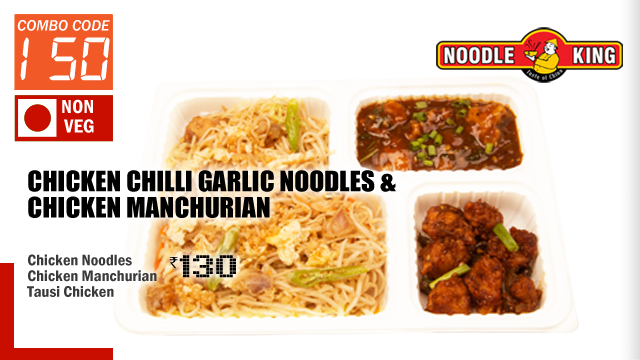 COMBO CODE
150
NON
VEG
NOODLE KING
Taste of China
CHICKEN CHILLI GARLIC NOODLES &
CHICKEN MANCHURIAN
Chicken Noodles
Chicken Manchurian
Tausi Chicken
₹130